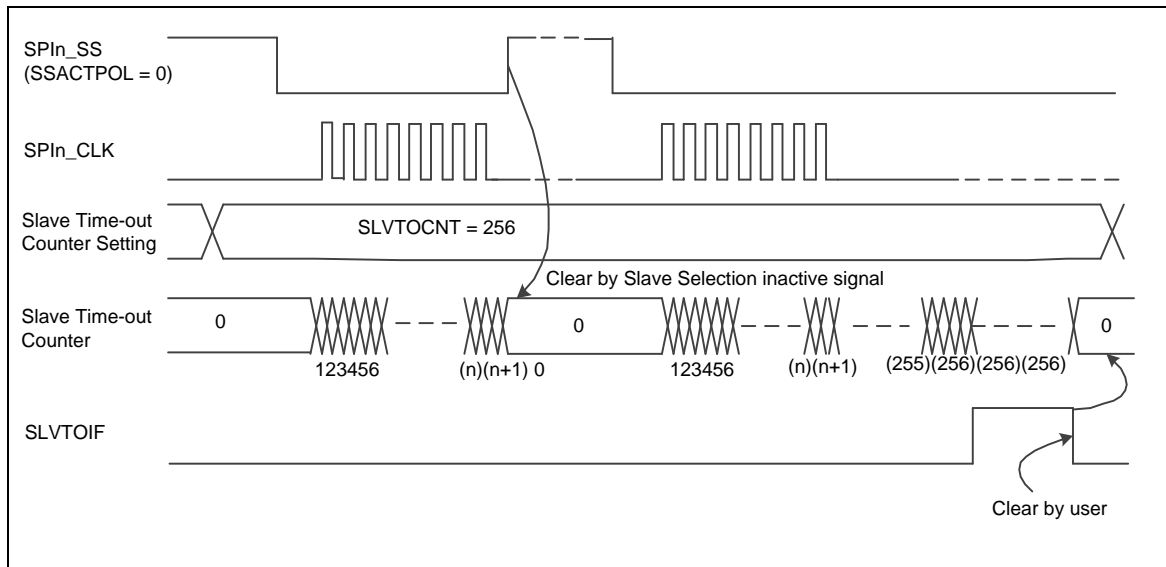 SPIn_SS
(SSACTPOL = 0)
SPIn_CLK
Slave Time-out
Counter Setting
SLVTOCNT = 256
Clear by Slave Selection inactive signal
Slave Time-out
Counter
0
0
0
123456
(n)(n+1) 0
123456
(n)(n+1)
(255)(256)(256)(256)
SLVTOIF
Clear by user